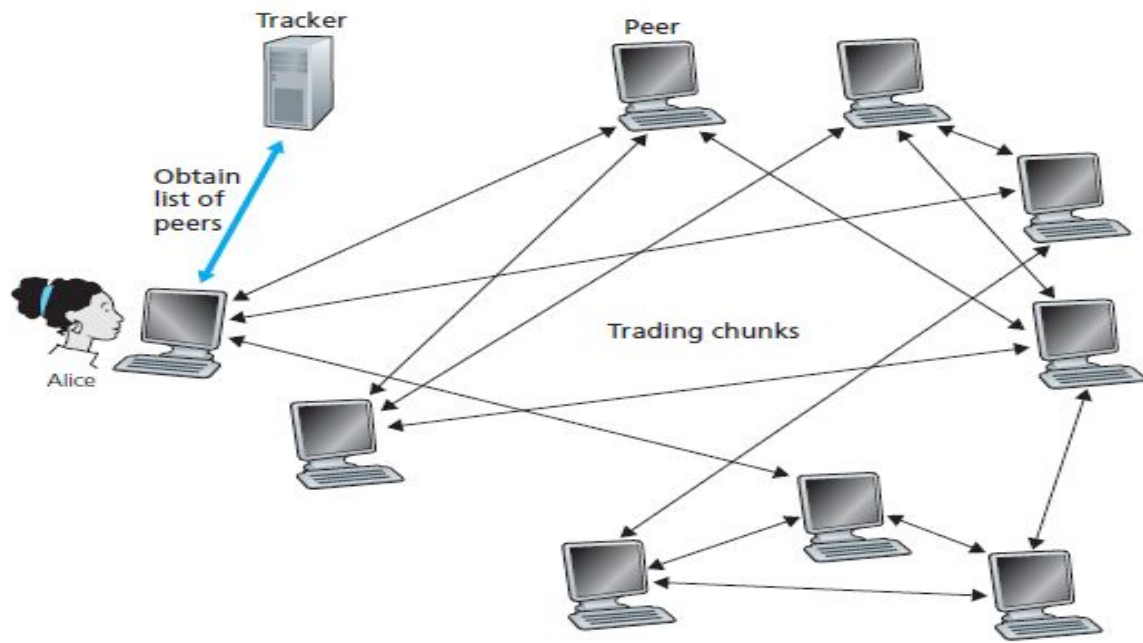 Tracker
Peer
Obtain
list of
peers
Trading chunks
Alice